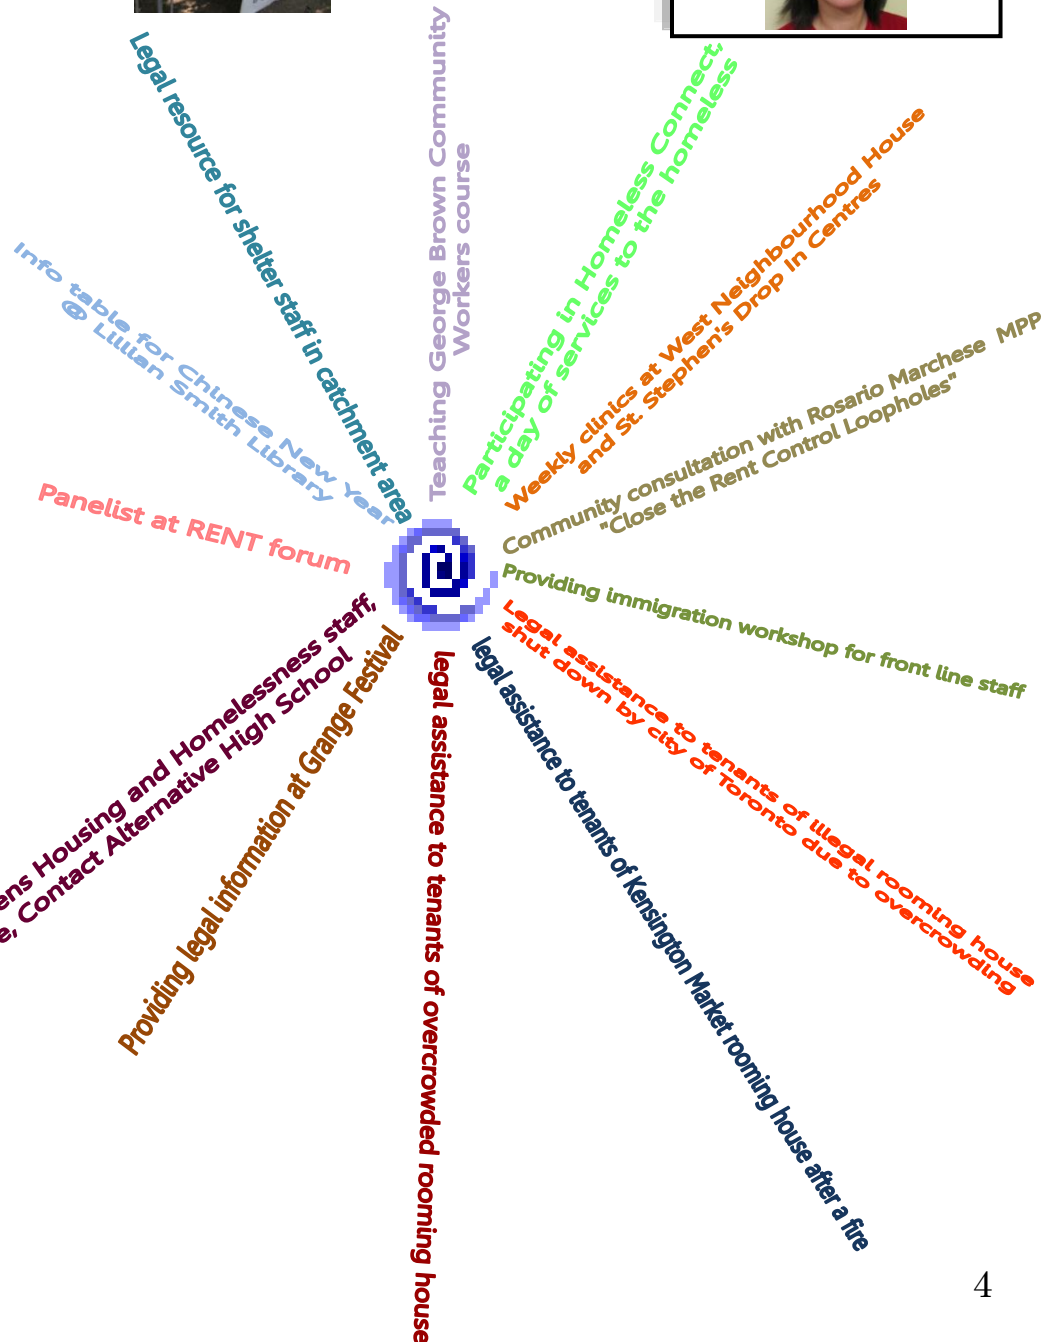 Legal resource for shelter staff in catchment area
Teaching George Brown Community
Workers course
Participating in Homeless Connect,
a day of services to the homeless
Weekly clinics at West Neighbourhood House
and St. Stephen's Drop In Centres
Info table for Chinese New Year
@ Lillian Smith Library
Community consultation with Rosario Marchese MPP
"Close the Rent Control Loopholes"
Panelist at RENT forum
Providing immigration workshop for front line staff
Legal assistance to tenants of illegal rooming house
shut down by city of Toronto due to overcrowding
Housing and Homelessness staff,
Contact Alternative High School
Providing legal information at Grange Festival
legal assistance to tenants of overcrowded rooming house
legal assistance to tenants of Kensington Market rooming house after a fire
4